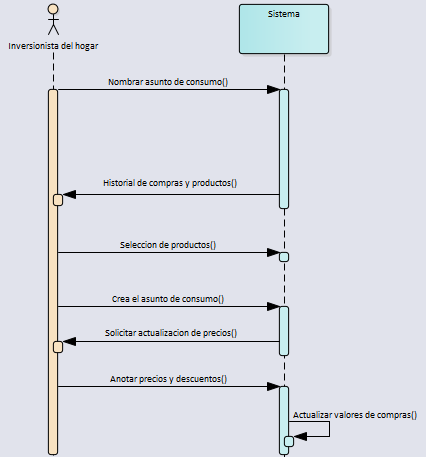 Sistema
Inversionista del hogar
Nombrar asunto de consumo()
Historial de compras y productos()
Seleccion de productos()
Crea el asunto de consumo()
Solicitar actualizacion de precios()
Anotar precios y descuentos()
Actualizar valores de compras()